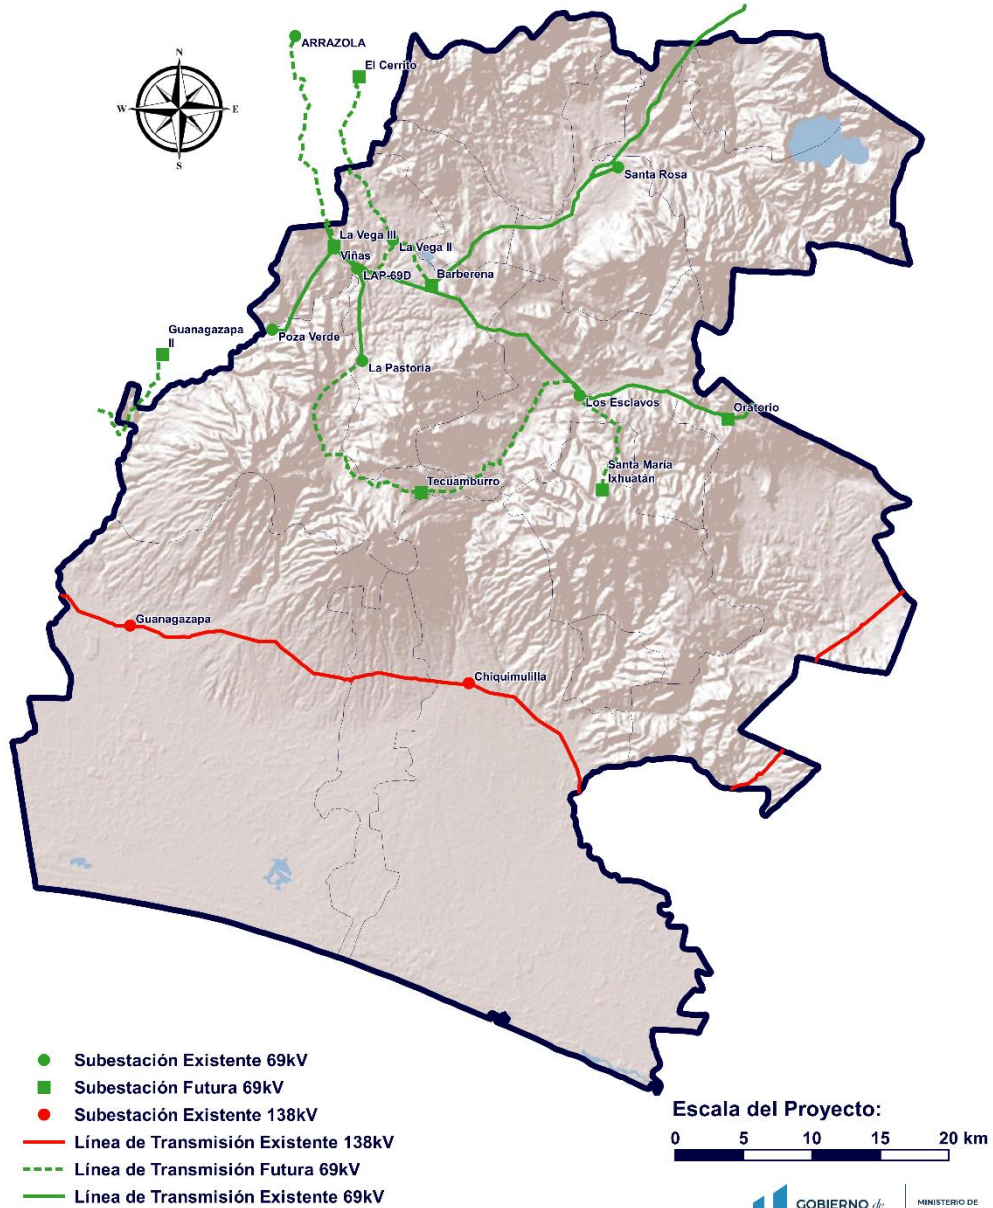 ARRAZOLA
El Cerrito
N
W
E
S
Santa Rosa
La Vega III
La Vega II
Viñas
LAP-69D
Barberena
Guanagazapa
II
Poza Verde
La Pastoria
Los Esclavos
Oratorio
Santa María
Ixhuatán
Tecuamburro
Guanagazapa
Chiquimulilla
Subestación Existente 69kV
Subestación Futura 69kV
Subestación Existente 138kV
Línea de Transmisión Existente 138kV
Línea de Transmisión Futura 69kV
Línea de Transmisión Existente 69kV
Escala del Proyecto:
0 5 10 15 20 km
GOBIERNO de
MINISTERIO DE